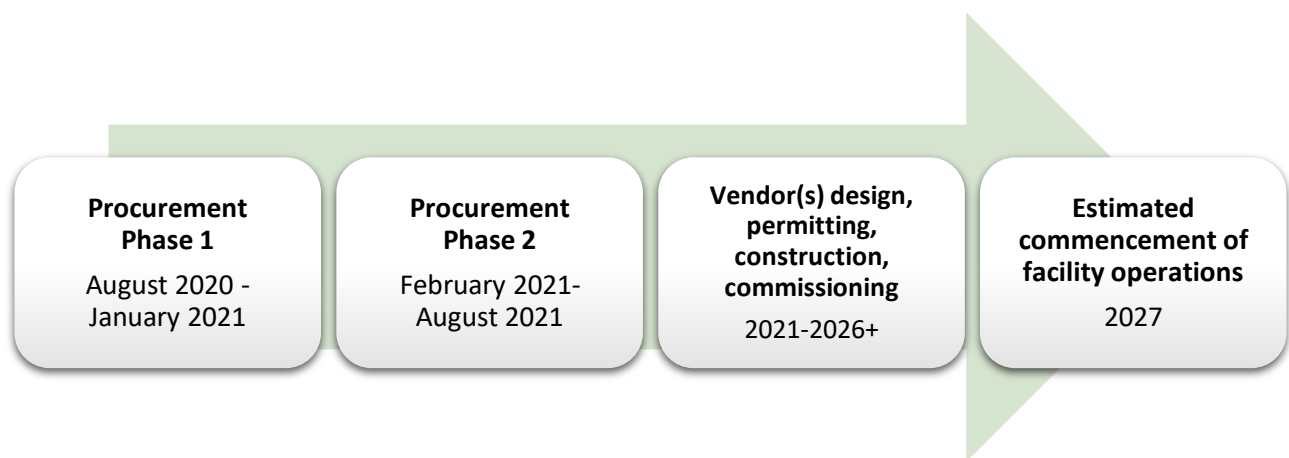 Procurement
Phase 1
August 2020 -
January 2021
Procurement
Phase 2
February 2021-
August 2021
Vendor(s) design,
permitting,
construction,
commissioning
2021-2026+
Estimated
commencement of
facility operations
2027